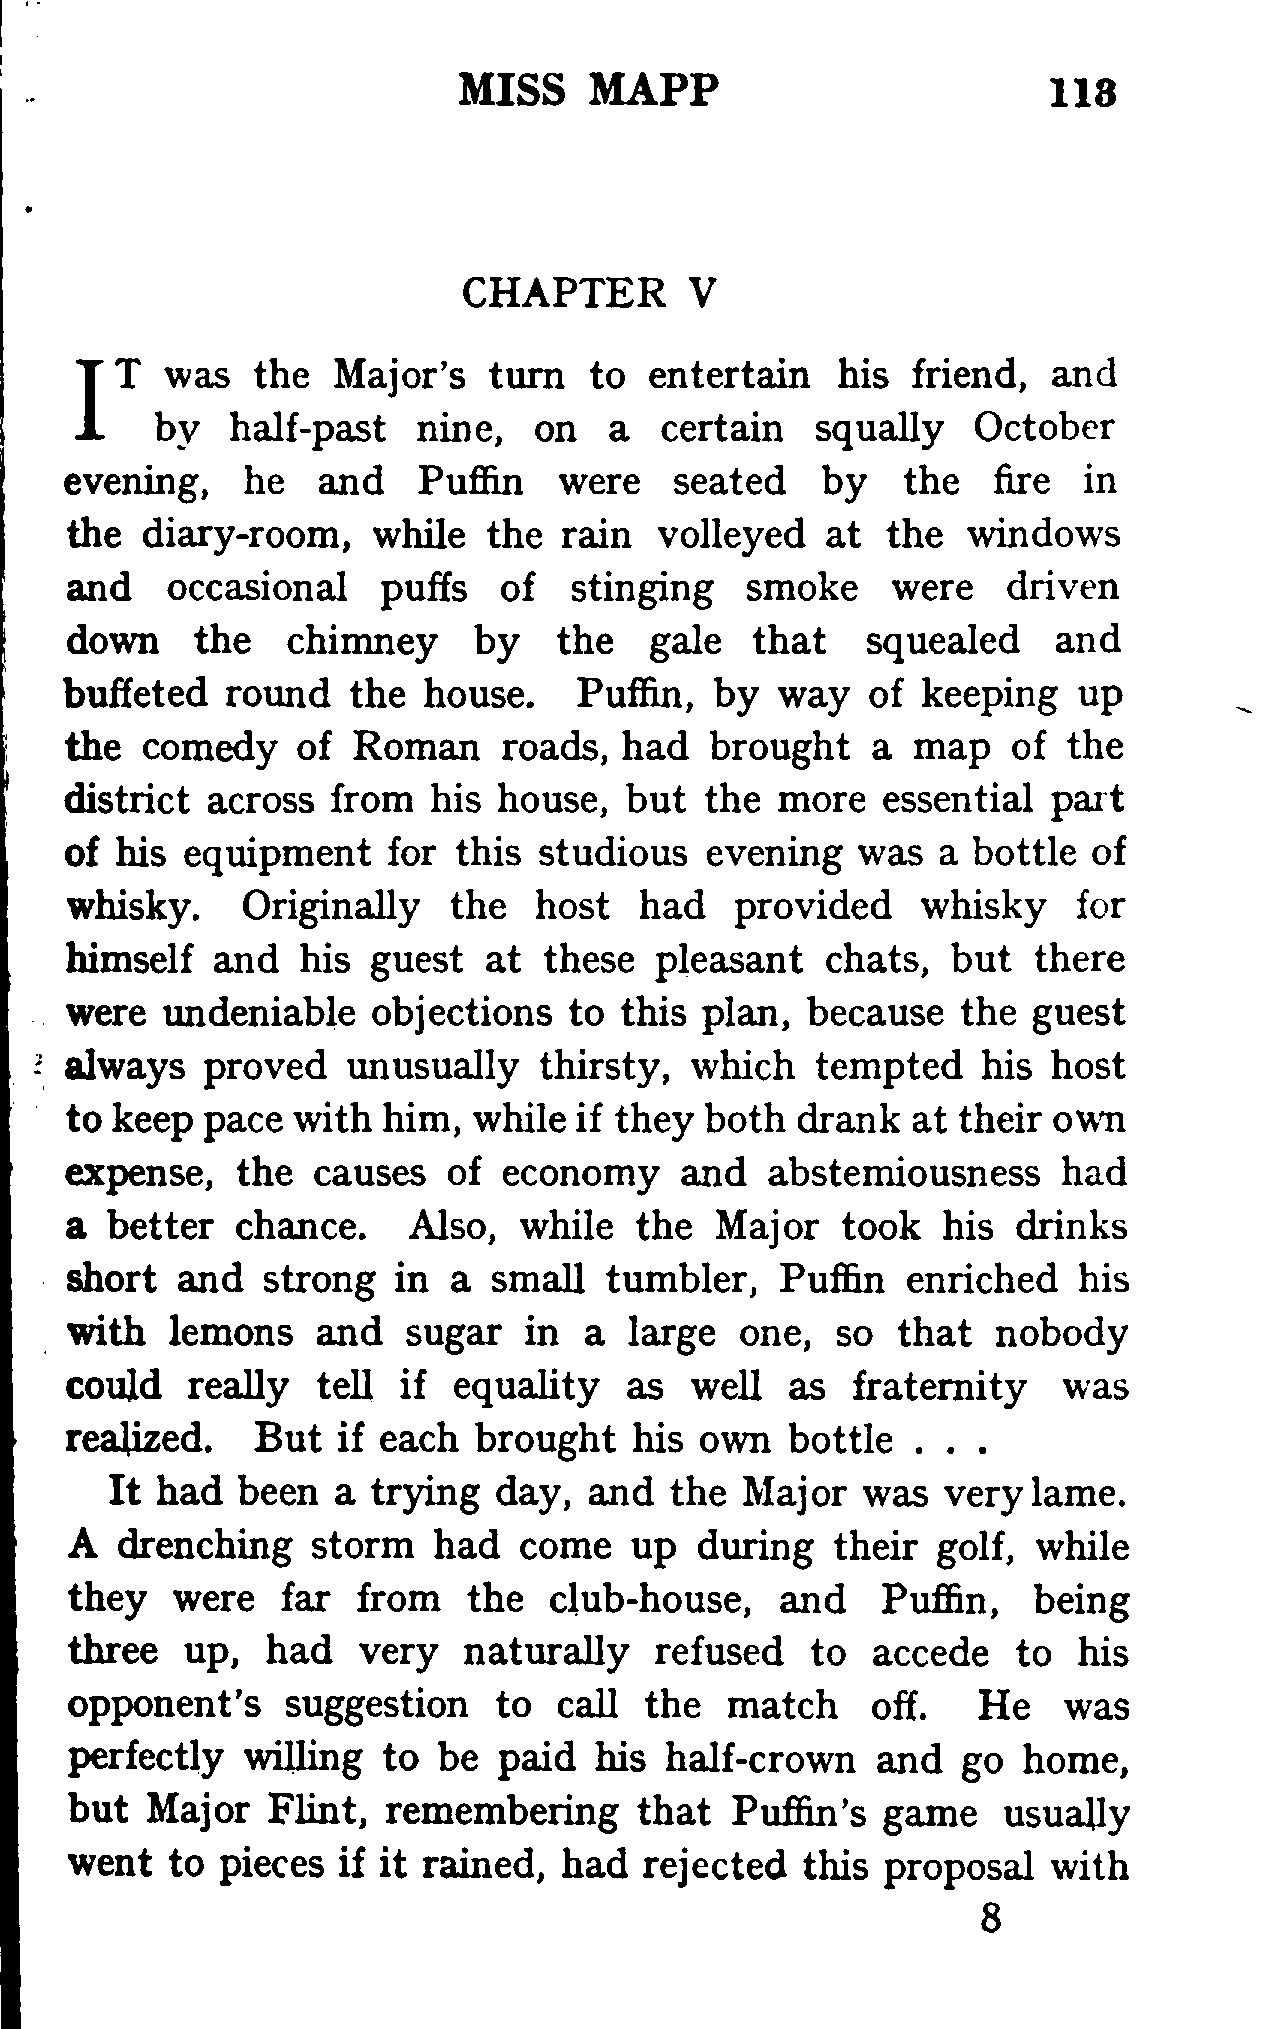 MISS MAPP 113
CHAPTER V
IT was the Major's turn to entertain his friend, and
by half-past nine, on a certain squally October
evening, he and Puffin were seated by the fire in
the diary-room, while the rain volleyed at the windows
and occasional puffs of stinging smoke were driven
down the chimney by the gale that squealed and
buffeted round the house. Puffin, by way of keeping up
the comedy of Roman roads, had brought a map of the
district across from his house, but the more essential part
of his equipment for this studious evening was a bottle of
whisky. Originally the host had provided whisky for
himself and his guest at these pleasant chats, but there
were undeniable objections to this plan, because the guest
always proved unusually thirsty, which tempted his host
to keep pace with him, while if they both drank at their own
expense, the causes of economy and abstemiousness had
a better chance. Also, while the Major took his drinks
short and strong in a small tumbler, Puffin enriched his
with lemons and sugar in a large one, so that nobody
could really tell if equality as well as fraternity was
realized. But if each brought his own bottle . . .
It had been a trying day, and the Major was very lame.
A drenching storm had come up during their golf, while
they were far from the club-house, and Puffin, being
three up, had very naturally refused to accede to his
opponent's suggestion to call the match off. He was
perfectly willing to be paid his half-crown and go home,
but Major Flint, remembering that Puffin's game usually
went to pieces if it rained, had rejected this proposal with
8